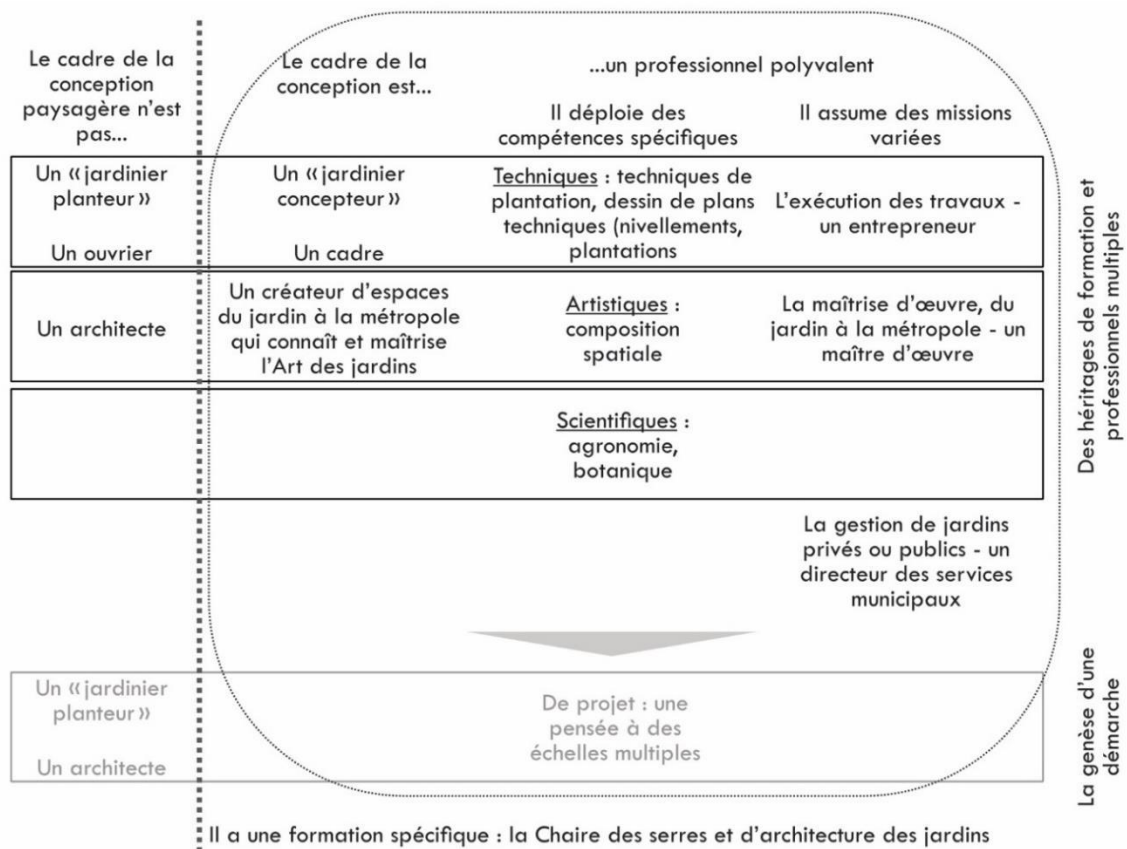 Le cadre de la
conception
paysagère n'est
pas...
Le cadre de la
conception est...
...un professionnel polyvalent
Il déploie des
compétences spécifiques
Il assume des missions
variées
Un « jardinier
planteur »
Un ouvrier
Un « jardinier
concepteur »
Un cadre
Techniques : techniques de
plantation, dessin de plans
techniques (nivellements,
plantations
L'exécution des travaux -
un entrepreneur
Un architecte
Un créateur d'espaces
du jardin à la métropole
qui connaît et maîtrise
l'Art des jardins
Artistiques :
composition
spatiale
La maîtrise d'œuvre, du
jardin à la métropole - un
maître d'œuvre
Scientifiques :
agronomie,
botanique
La gestion de jardins
privés ou publics - un
directeur des services
municipaux
Des héritages de formation et
professionnels multiples
Un « jardinier
planteur »
Un architecte
De projet : une
pensée à des
échelles multiples
La genèse d'une
démarche
Il a une formation spécifique : la Chaire des serres et d'architecture des jardins